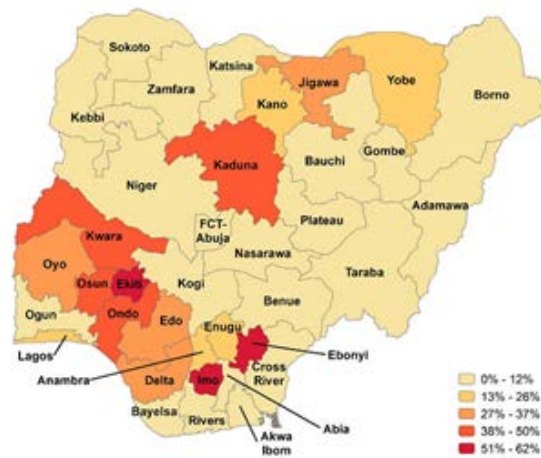 Sokoto
Katsina
Jigawa
Yobe
Borno
Zamfara
Kano
Kebbi
Kaduna
Bauchi
Gombe
Niger
Adamawa
FCT-
Abuja
Plateau
Kwara
Nasarawa
Oyo
Taraba
Osun
Ekiti
Kogi
Benue
Ogun
Ondo
Edo
Enugu
Ebonyi
Lagos
Anambra
Cross
River
Delta
Imo
Bayelsa
Rivers
Abia
Akwa
Ibom
0% - 12%
13% - 26%
27% - 37%
38% - 50%
51% - 62%